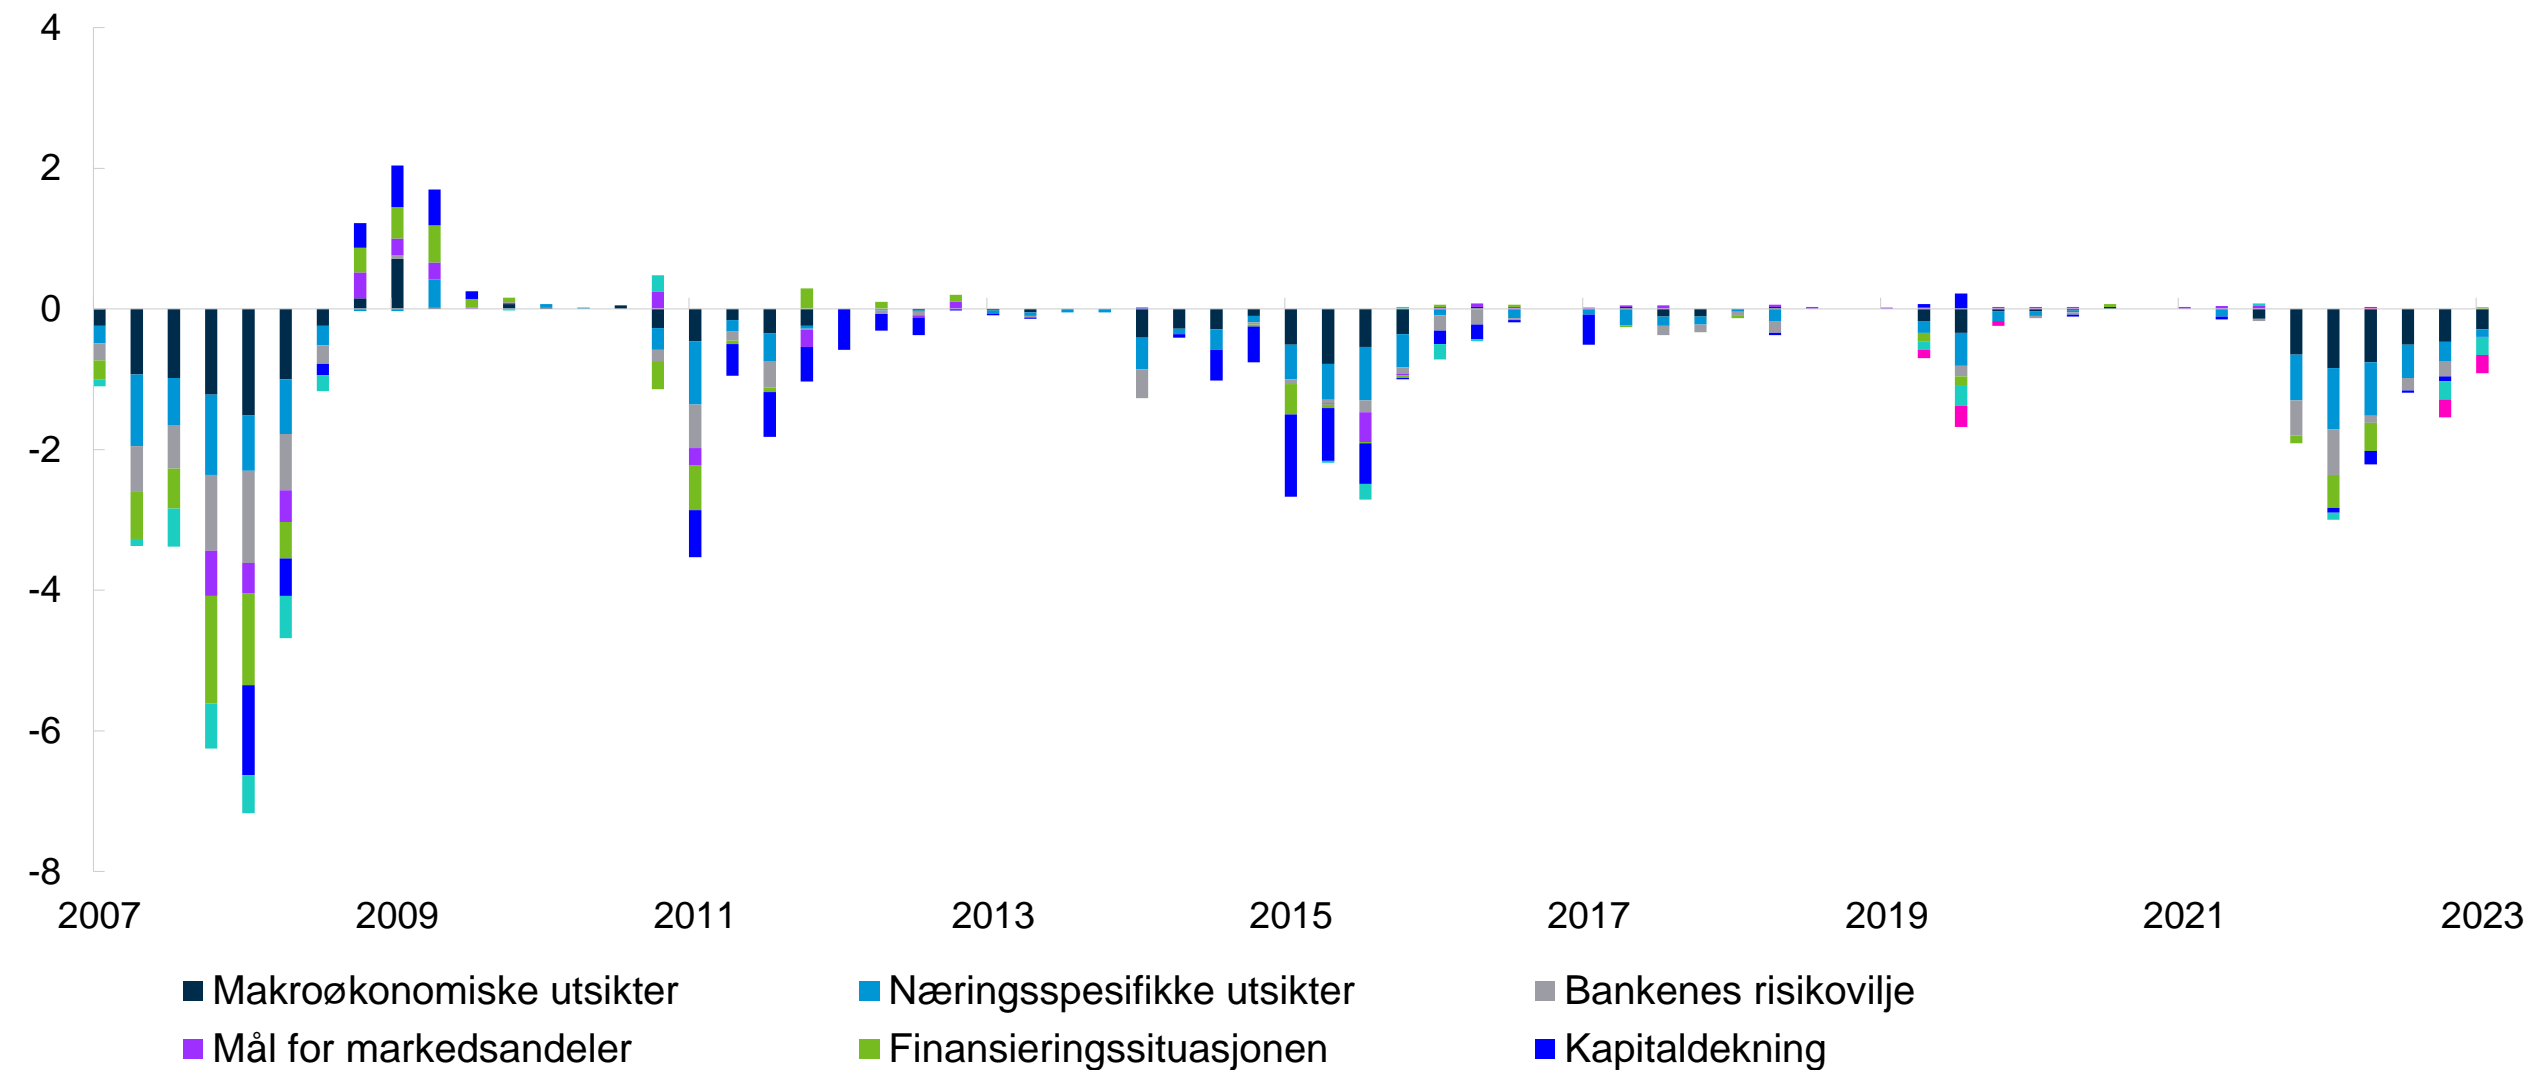 4
2
0
-2
-4
-6
-8
2007 2009 2011 2013 2015 2017 2019 2021 2023
Makroøkonomiske utsikter Næringsspesifikke utsikter Bankenes risikovilje
Mål for markedsandeler Finansieringssituasjonen Kapitaldekning